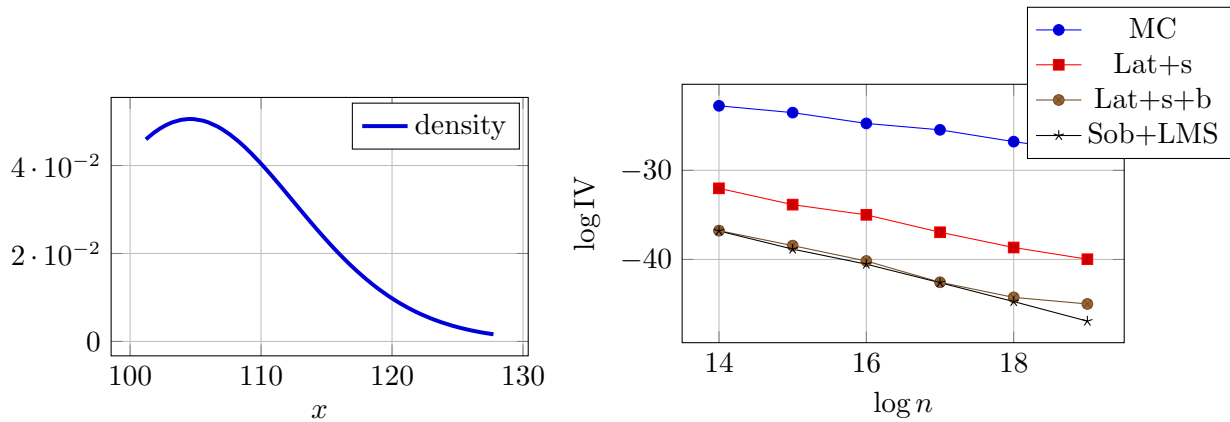 density
4 · 10⁻²
2 · 10⁻²
0
100 110 120 130
x
MC
Lat+s
Lat+s+b
Sob+LMS
−30
−40
log IV
14 16 18
log n